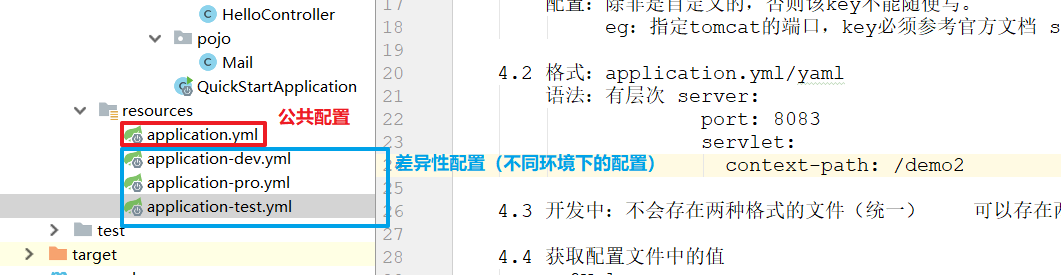 HelloController
pojo
Mail
QuickStartApplication
resources
公共配置
application.yml
application-dev.yml
差异性配置（不同环境下的配置）
application-pro.yml
application-test.yml
test
target
17 配置：除非是自定义的，否则该key不能随便写。
18 eg：指定tomcat的端口，key必须参考官方文档 s
19
20 4.2 格式：application.yml/yaml
21 语法：有层次 server:
22 port: 8083
23 servlet:
context-path: /demo2
25
26 4.3 开发中：不会存在两种格式的文件（统一） 可以存在两
27
28 4.4 获取配置文件中的值